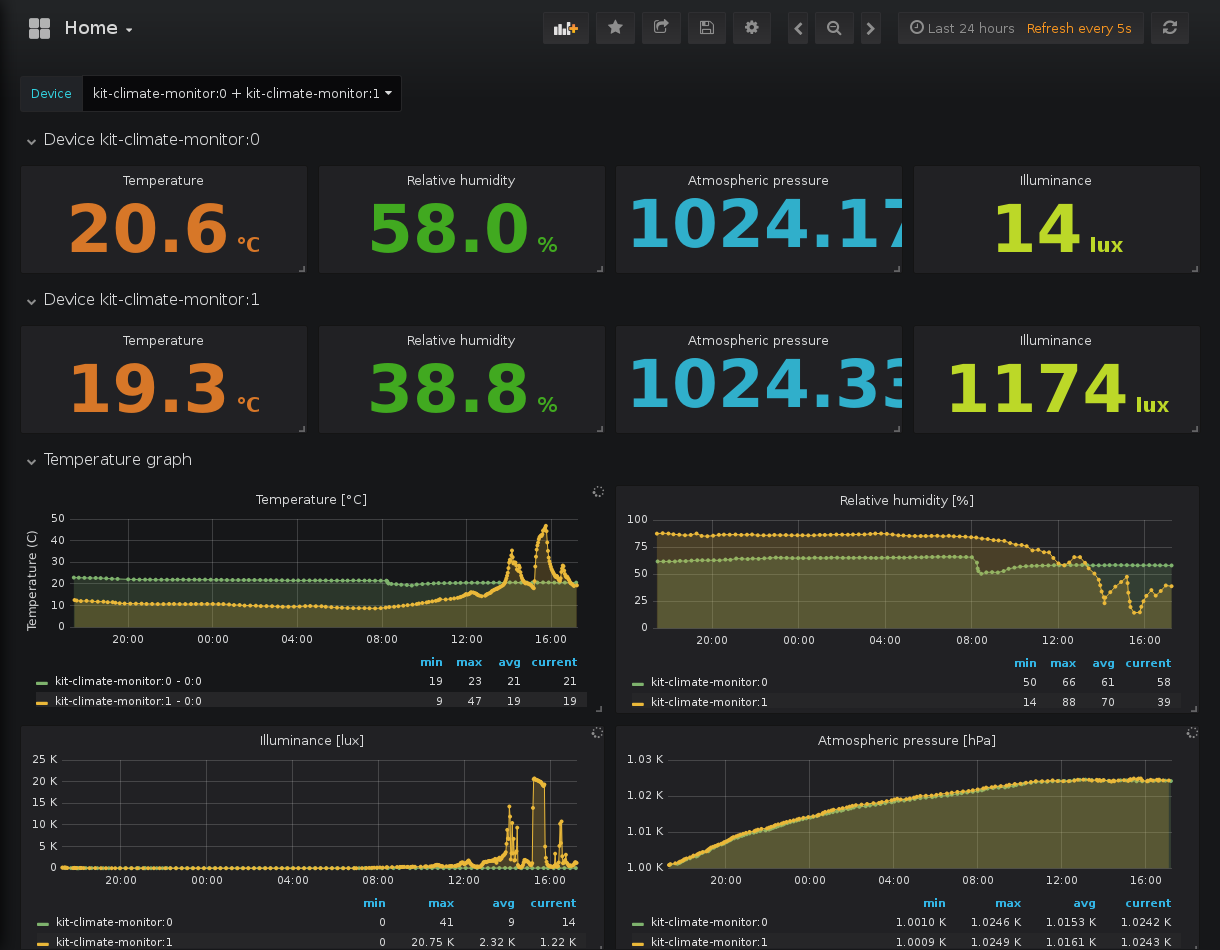 Home
Last 24 hours Refresh every 5s
Device kit-climate-monitor:0 + kit-climate-monitor:1
Device kit-climate-monitor:0
Temperature Relative humidity Atmospheric pressure Illuminance
20.6 °C 58.0 % 1024.17 14 lux
Device kit-climate-monitor:1
Temperature Relative humidity Atmospheric pressure Illuminance
19.3 °C 38.8 % 1024.33 1174 lux
Temperature graph
Temperature [°C]
Temperature (C)
50
40
30
20
10
0
20:00 00:00 04:00 08:00 12:00 16:00
min max avg current
kit-climate-monitor:0 - 0:0 19 23 21 21
kit-climate-monitor:1 - 0:0 9 47 19 19
Relative humidity [%]
100
75
50
25
0
20:00 00:00 04:00 08:00 12:00 16:00
min max avg current
kit-climate-monitor:0 50 66 61 58
kit-climate-monitor:1 14 88 70 39
Illuminance [lux]
25 K
20 K
15 K
10 K
5 K
0
20:00 00:00 04:00 08:00 12:00 16:00
min max avg current
kit-climate-monitor:0 0 41 9 14
kit-climate-monitor:1 0 20.75 K 2.32 K 1.22 K
Atmospheric pressure [hPa]
1.03 K
1.02 K
1.01 K
1.00 K
20:00 00:00 04:00 08:00 12:00 16:00
min max avg current
kit-climate-monitor:0 1.0010 K 1.0246 K 1.0153 K 1.0242 K
kit-climate-monitor:1 1.0009 K 1.0249 K 1.0161 K 1.0243 K